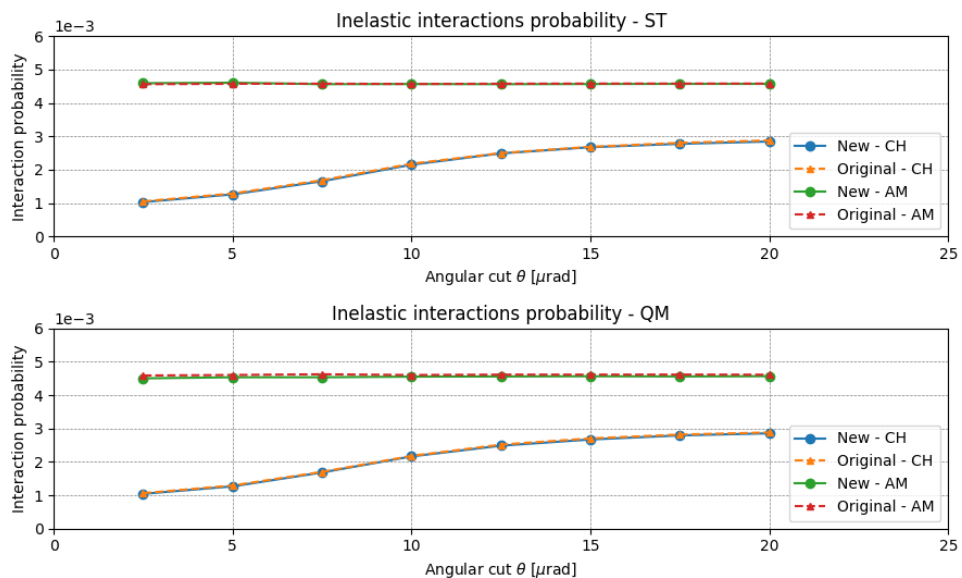 Inelastic interactions probability - ST
1e−3
6
5
4
3
2
1
0
Interaction probability
0 5 10 15 20 25
Angular cut θ [μrad]
New - CH
Original - CH
New - AM
Original - AM
Inelastic interactions probability - QM
1e−3
6
5
4
3
2
1
0
Interaction probability
0 5 10 15 20 25
Angular cut θ [μrad]
New - CH
Original - CH
New - AM
Original - AM